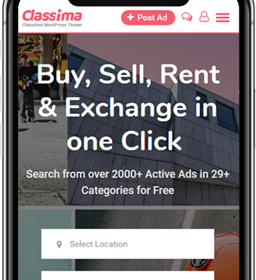 Classima
Classified WordPress Theme
+ Post Ad
Buy, Sell, Rent
& Exchange in
one Click
Search from over 2000+ Active Ads in 29+
Categories for Free
Select Location